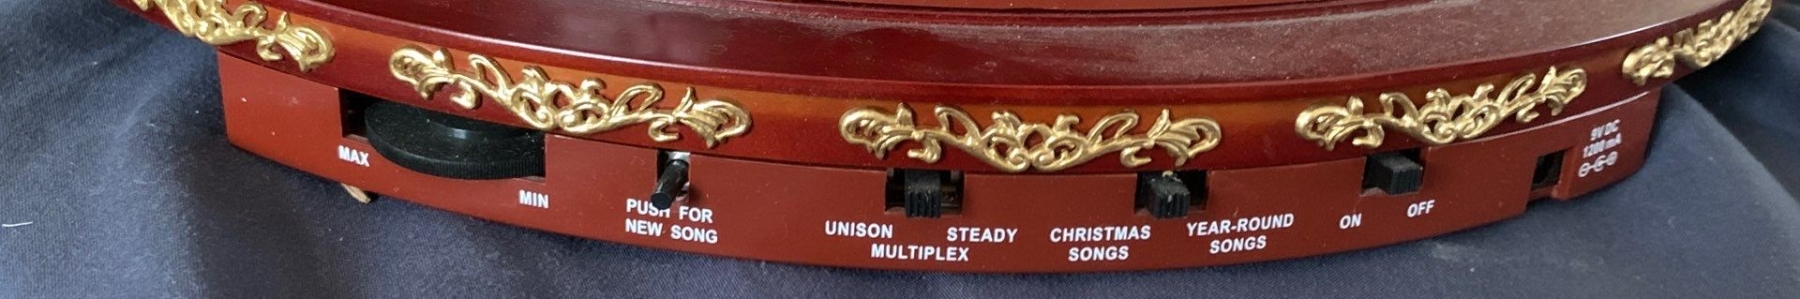 MAX
MIN
PUSH FOR
NEW SONG
UNISON STEADY
MULTIPLEX
CHRISTMAS
SONGS
YEAR-ROUND
SONGS
ON OFF
9V DC
1200 mA